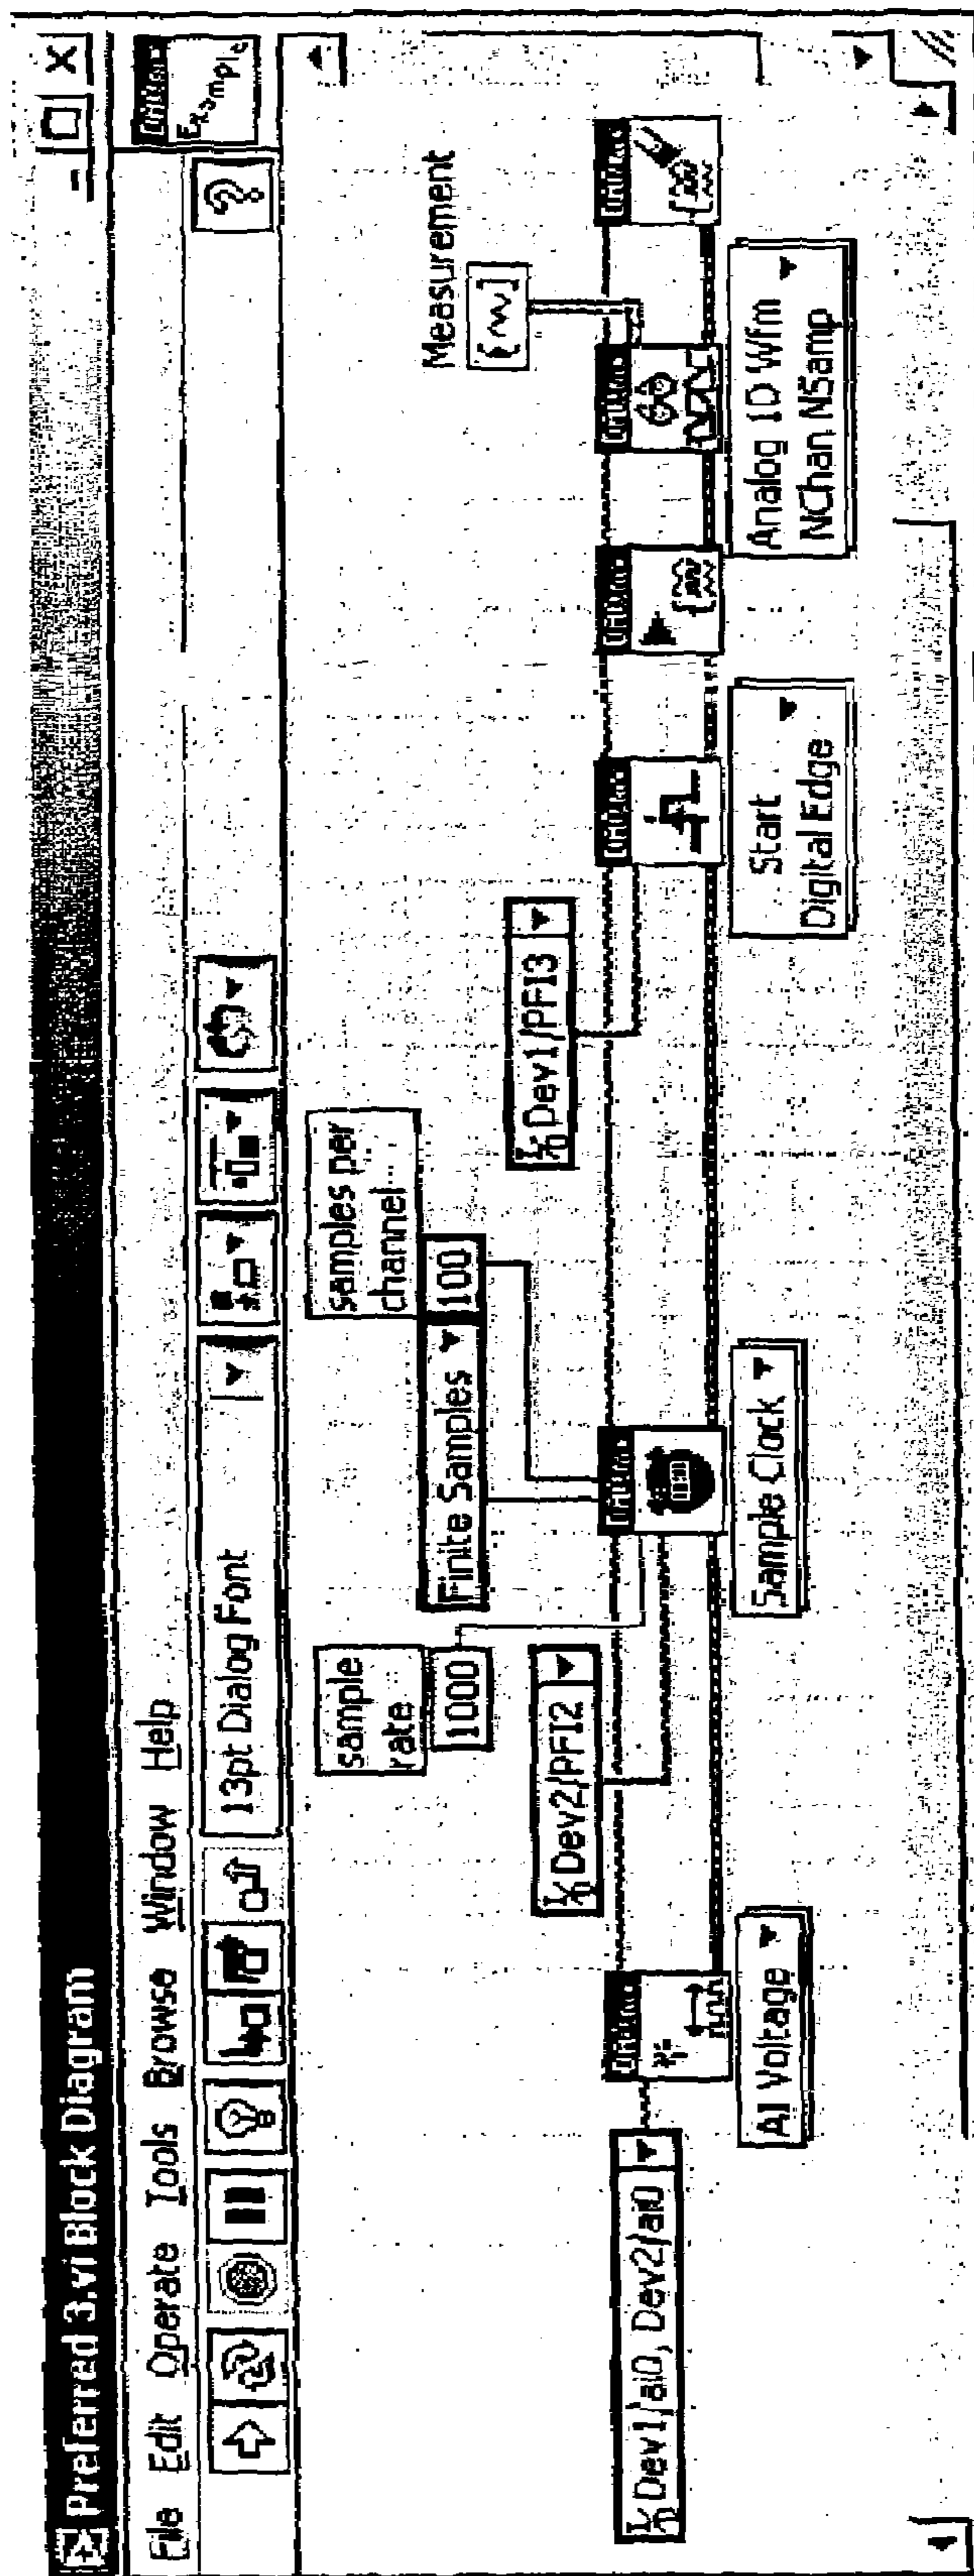 Preferred 3.vi Block Diagram
File Edit Operate Tools Browse Window Help
13pt Dialog Font
?
Example
sample
rate
1000
samples per
channel
Finite Samples
100
Measurement
Dev2/PFI2
Dev1/PFI3
Dev1/ai0, Dev2/ai0
AI Voltage
Sample Clock
Start
Digital Edge
Analog 1D Wfm
NChan NSamp